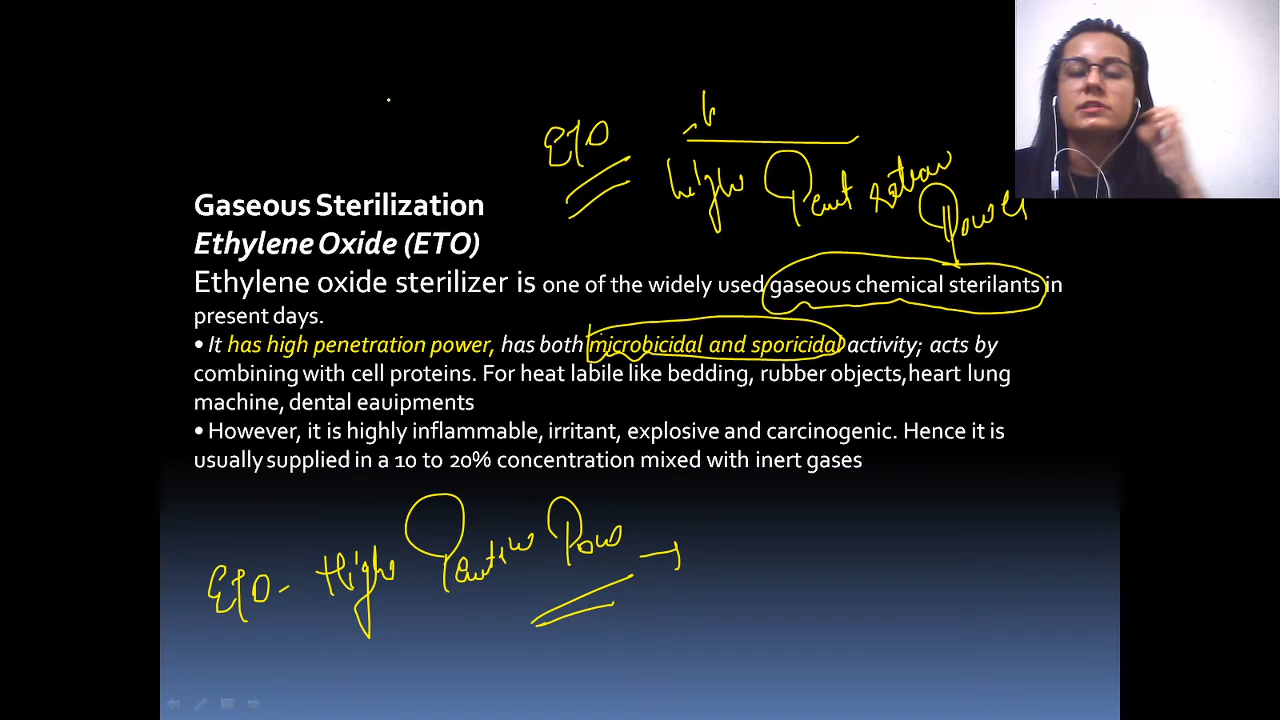 ETO
high Penetration
Power
Gaseous Sterilization
Ethylene Oxide (ETO)
Ethylene oxide sterilizer is one of the widely used gaseous chemical sterilants in
present days.
• It has high penetration power, has both microbicidal and sporicidal activity; acts by
combining with cell proteins. For heat labile like bedding, rubber objects,heart lung
machine, dental eauipments
• However, it is highly inflammable, irritant, explosive and carcinogenic. Hence it is
usually supplied in a 10 to 20% concentration mixed with inert gases
ETO - High